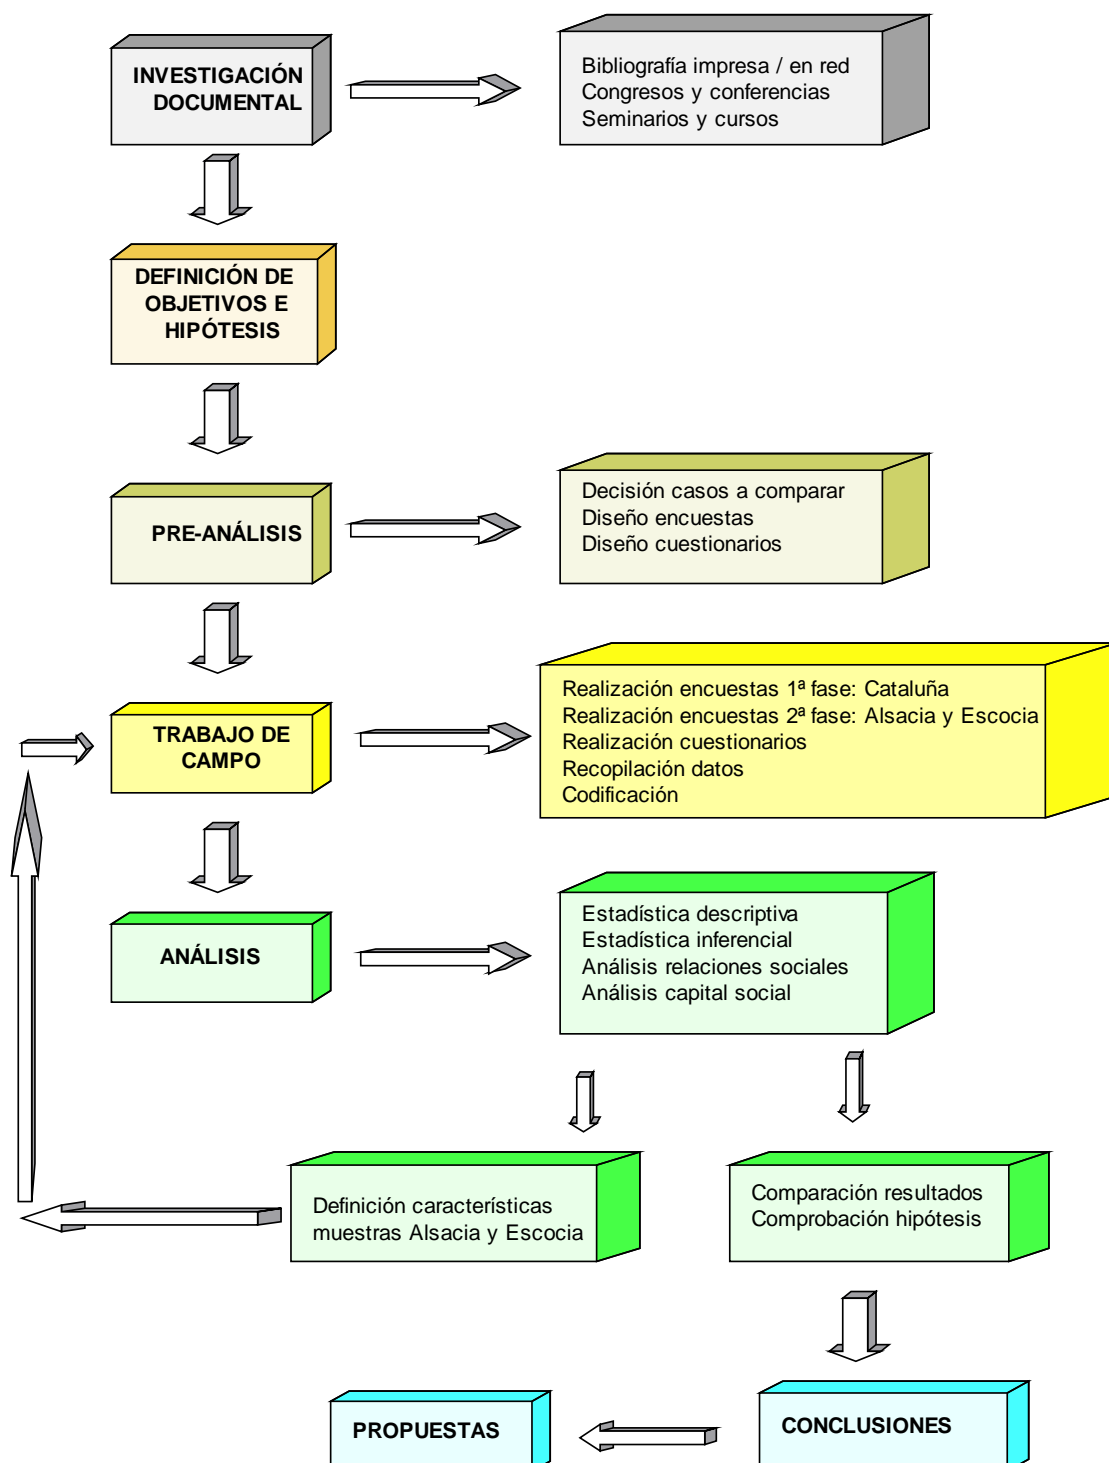 INVESTIGACIÓN
DOCUMENTAL
Bibliografía impresa / en red
Congresos y conferencias
Seminarios y cursos
DEFINICIÓN DE
OBJETIVOS E
HIPÓTESIS
PRE-ANÁLISIS
Decisión casos a comparar
Diseño encuestas
Diseño cuestionarios
TRABAJO DE
CAMPO
Realización encuestas 1ª fase: Cataluña
Realización encuestas 2ª fase: Alsacia y Escocia
Realización cuestionarios
Recopilación datos
Codificación
ANÁLISIS
Estadística descriptiva
Estadística inferencial
Análisis relaciones sociales
Análisis capital social
Definición características
muestras Alsacia y Escocia
Comparación resultados
Comprobación hipótesis
PROPUESTAS
CONCLUSIONES